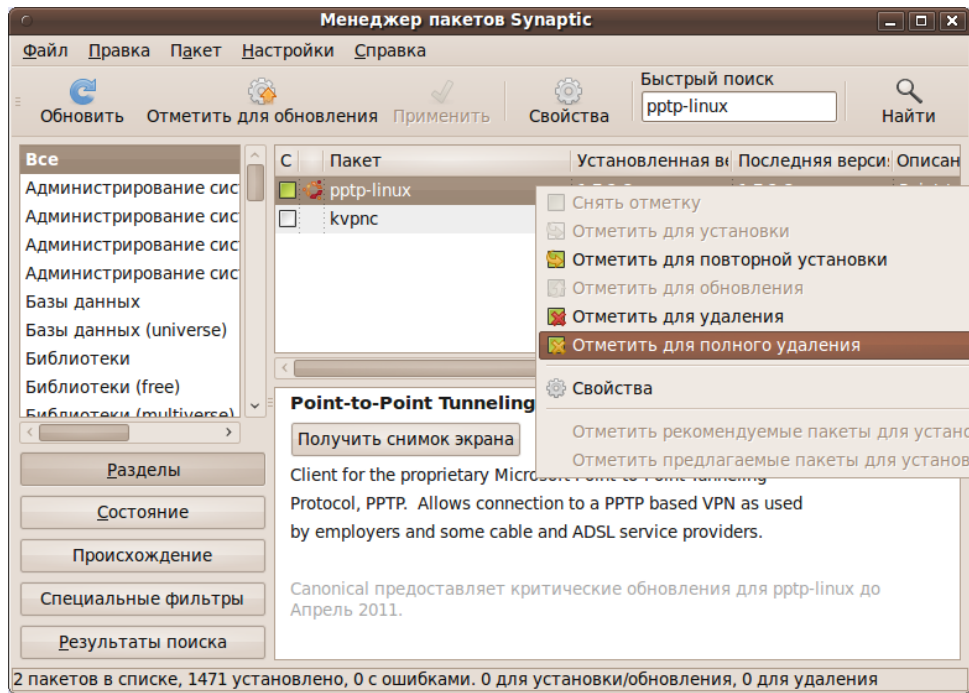 Менеджер пакетов Synaptic
Файл Правка Пакет Настройки Справка
Быстрый поиск
Обновить Отметить для обновления Применить Свойства pptp-linux Найти
Все
Администрирование сис
Администрирование сис
Администрирование сис
Администрирование сис
Базы данных
Базы данных (universe)
Библиотеки
Библиотеки (free)
Библиотеки (multiverse)
Разделы
Состояние
Происхождение
Специальные фильтры
Результаты поиска
С Пакет Установленная ве Последняя верси Описан
pptp-linux
kvpnc
Снять отметку
Отметить для установки
Отметить для повторной установки
Отметить для обновления
Отметить для удаления
Отметить для полного удаления
Свойства
Отметить рекомендуемые пакеты для устано
Отметить предлагаемые пакеты для установ
Point-to-Point Tunneling
Получить снимок экрана
Client for the proprietary Microsoft Point-to-Point Tunneling
Protocol, PPTP. Allows connection to a PPTP based VPN as used
by employers and some cable and ADSL service providers.
Canonical предоставляет критические обновления для pptp-linux до
Апрель 2011.
2 пакетов в списке, 1471 установлено, 0 с ошибками. 0 для установки/обновления, 0 для удаления